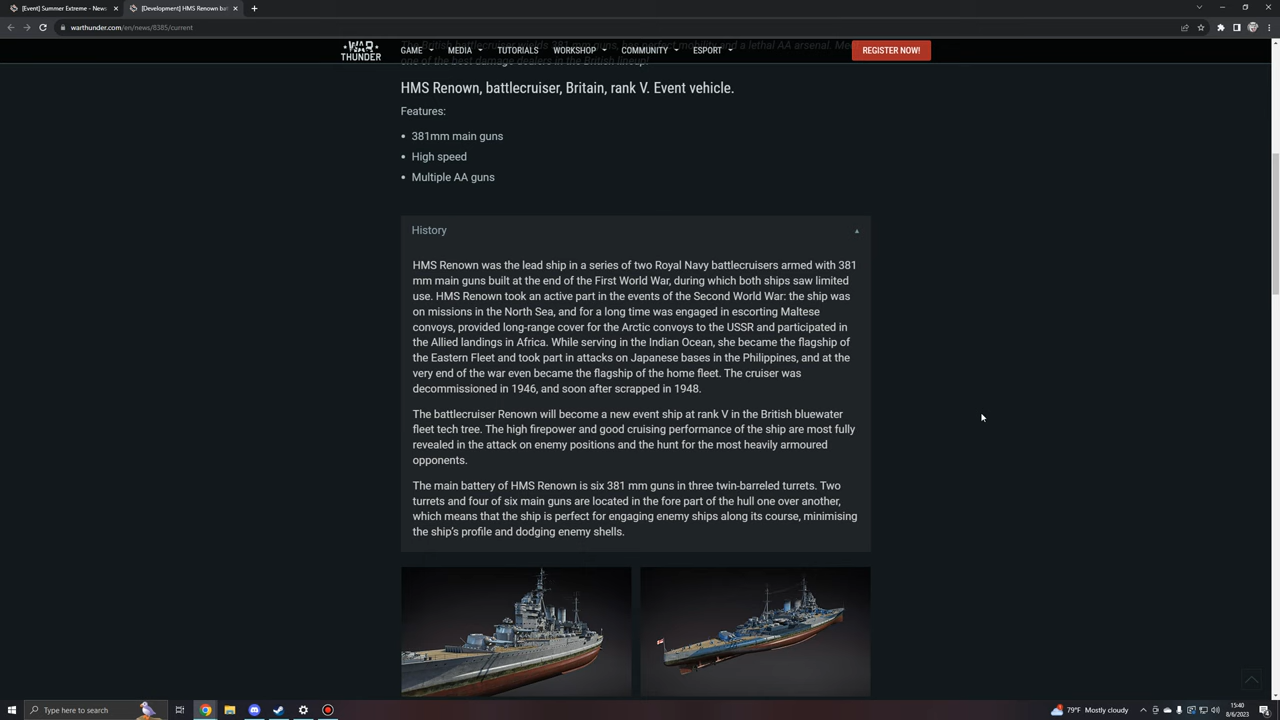 [Event] Summer Extreme - News
[Development] HMS Renown bat
warthunder.com/en/news/8385/current
WAR THUNDER
GAME
MEDIA
TUTORIALS
WORKSHOP
COMMUNITY
ESPORT
REGISTER NOW!
one of the best damage dealers in the British lineup!
HMS Renown, battlecruiser, Britain, rank V. Event vehicle.
Features:
• 381mm main guns
• High speed
• Multiple AA guns
History
HMS Renown was the lead ship in a series of two Royal Navy battlecruisers armed with 381
mm main guns built at the end of the First World War, during which both ships saw limited
use. HMS Renown took an active part in the events of the Second World War: the ship was
on missions in the North Sea, and for a long time was engaged in escorting Maltese
convoys, provided long-range cover for the Arctic convoys to the USSR and participated in
the Allied landings in Africa. While serving in the Indian Ocean, she became the flagship of
the Eastern Fleet and took part in attacks on Japanese bases in the Philippines, and at the
very end of the war even became the flagship of the home fleet. The cruiser was
decommissioned in 1946, and soon after scrapped in 1948.
The battlecruiser Renown will become a new event ship at rank V in the British bluewater
fleet tech tree. The high firepower and good cruising performance of the ship are most fully
revealed in the attack on enemy positions and the hunt for the most heavily armoured
opponents.
The main battery of HMS Renown is six 381 mm guns in three twin-barreled turrets. Two
turrets and four of six main guns are located in the fore part of the hull one over another,
which means that the ship is perfect for engaging enemy ships along its course, minimising
the ship's profile and dodging enemy shells.
Type here to search
79°F Mostly cloudy
15:40
8/6/2023